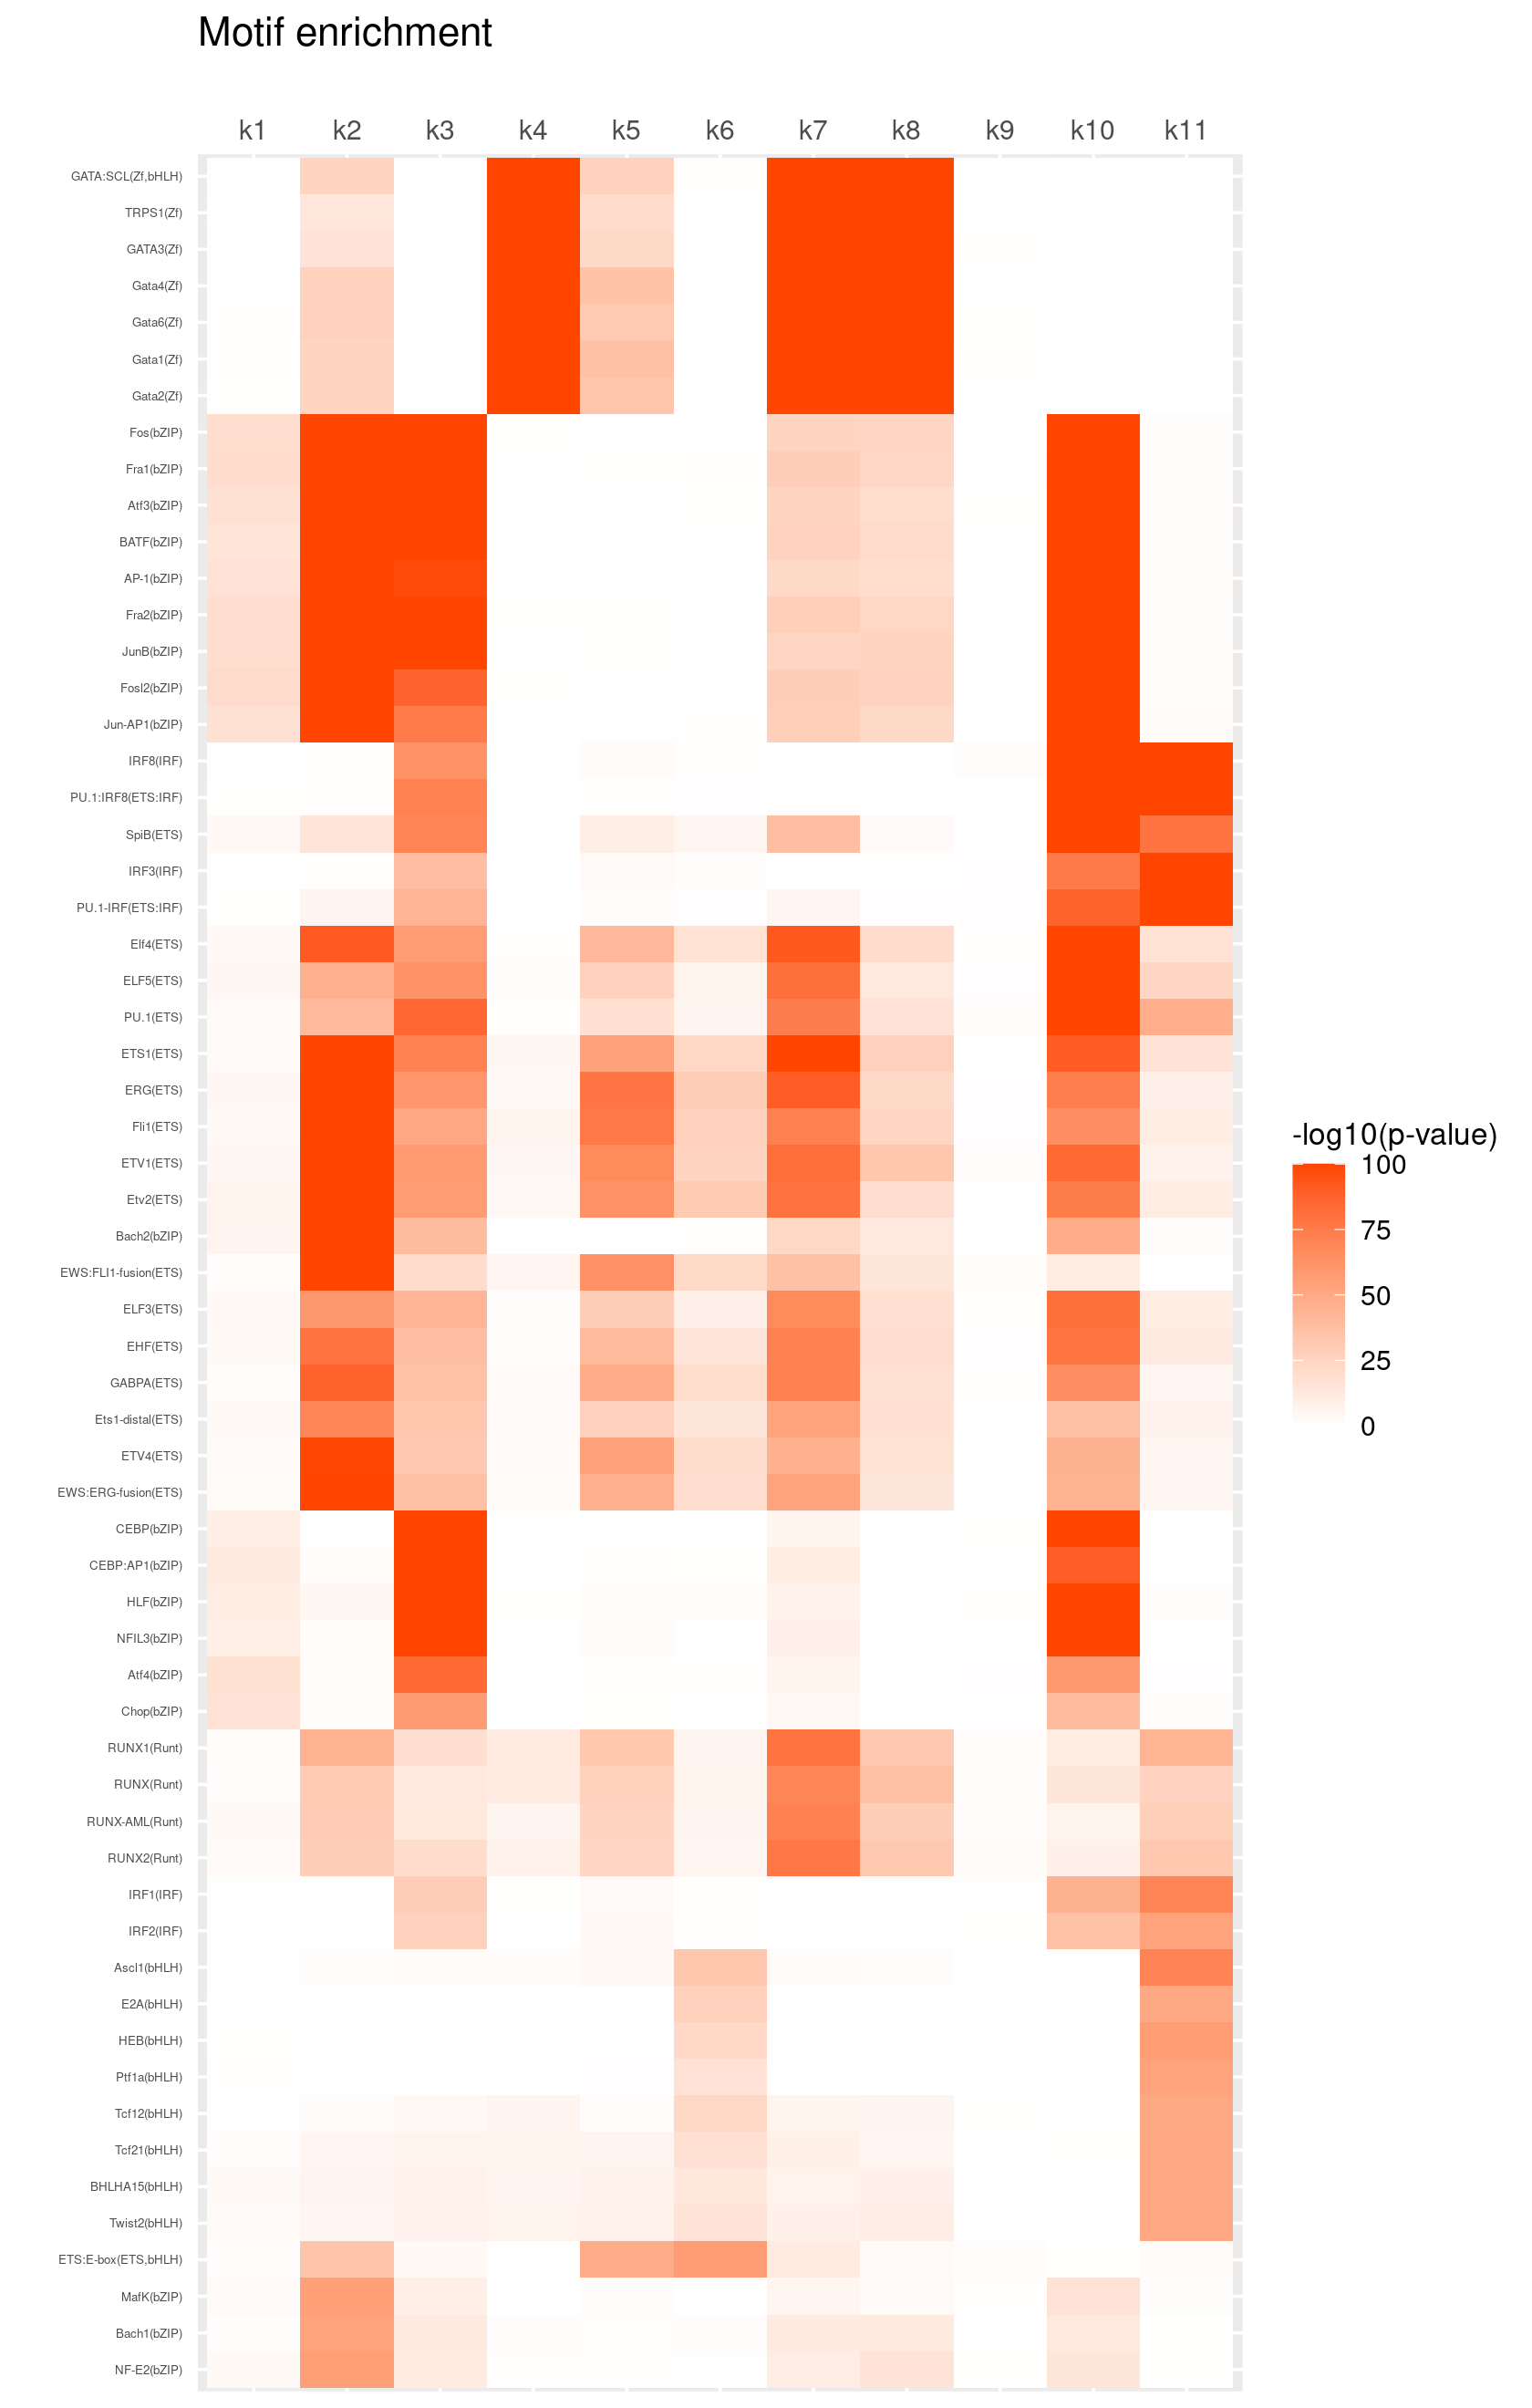 Motif enrichment
k1 k2 k3 k4 k5 k6 k7 k8 k9 k10 k11
GATA:SCL(Zf,bHLH)
TRPS1(Zf)
GATA3(Zf)
Gata4(Zf)
Gata6(Zf)
Gata1(Zf)
Gata2(Zf)
Fos(bZIP)
Fra1(bZIP)
Atf3(bZIP)
BATF(bZIP)
AP-1(bZIP)
Fra2(bZIP)
JunB(bZIP)
Fosl2(bZIP)
Jun-AP1(bZIP)
IRF8(IRF)
PU.1:IRF8(ETS:IRF)
SpiB(ETS)
IRF3(IRF)
PU.1-IRF(ETS:IRF)
Elf4(ETS)
ELF5(ETS)
PU.1(ETS)
ETS1(ETS)
ERG(ETS)
Fli1(ETS)
ETV1(ETS)
Etv2(ETS)
Bach2(bZIP)
EWS:FLI1-fusion(ETS)
ELF3(ETS)
EHF(ETS)
GABPA(ETS)
Ets1-distal(ETS)
ETV4(ETS)
EWS:ERG-fusion(ETS)
CEBP(bZIP)
CEBP:AP1(bZIP)
HLF(bZIP)
NFIL3(bZIP)
Atf4(bZIP)
Chop(bZIP)
RUNX1(Runt)
RUNX(Runt)
RUNX-AML(Runt)
RUNX2(Runt)
IRF1(IRF)
IRF2(IRF)
Ascl1(bHLH)
E2A(bHLH)
HEB(bHLH)
Ptf1a(bHLH)
Tcf12(bHLH)
Tcf21(bHLH)
BHLHA15(bHLH)
Twist2(bHLH)
ETS:E-box(ETS,bHLH)
MafK(bZIP)
Bach1(bZIP)
NF-E2(bZIP)
-log10(p-value)
100
75
50
25
0